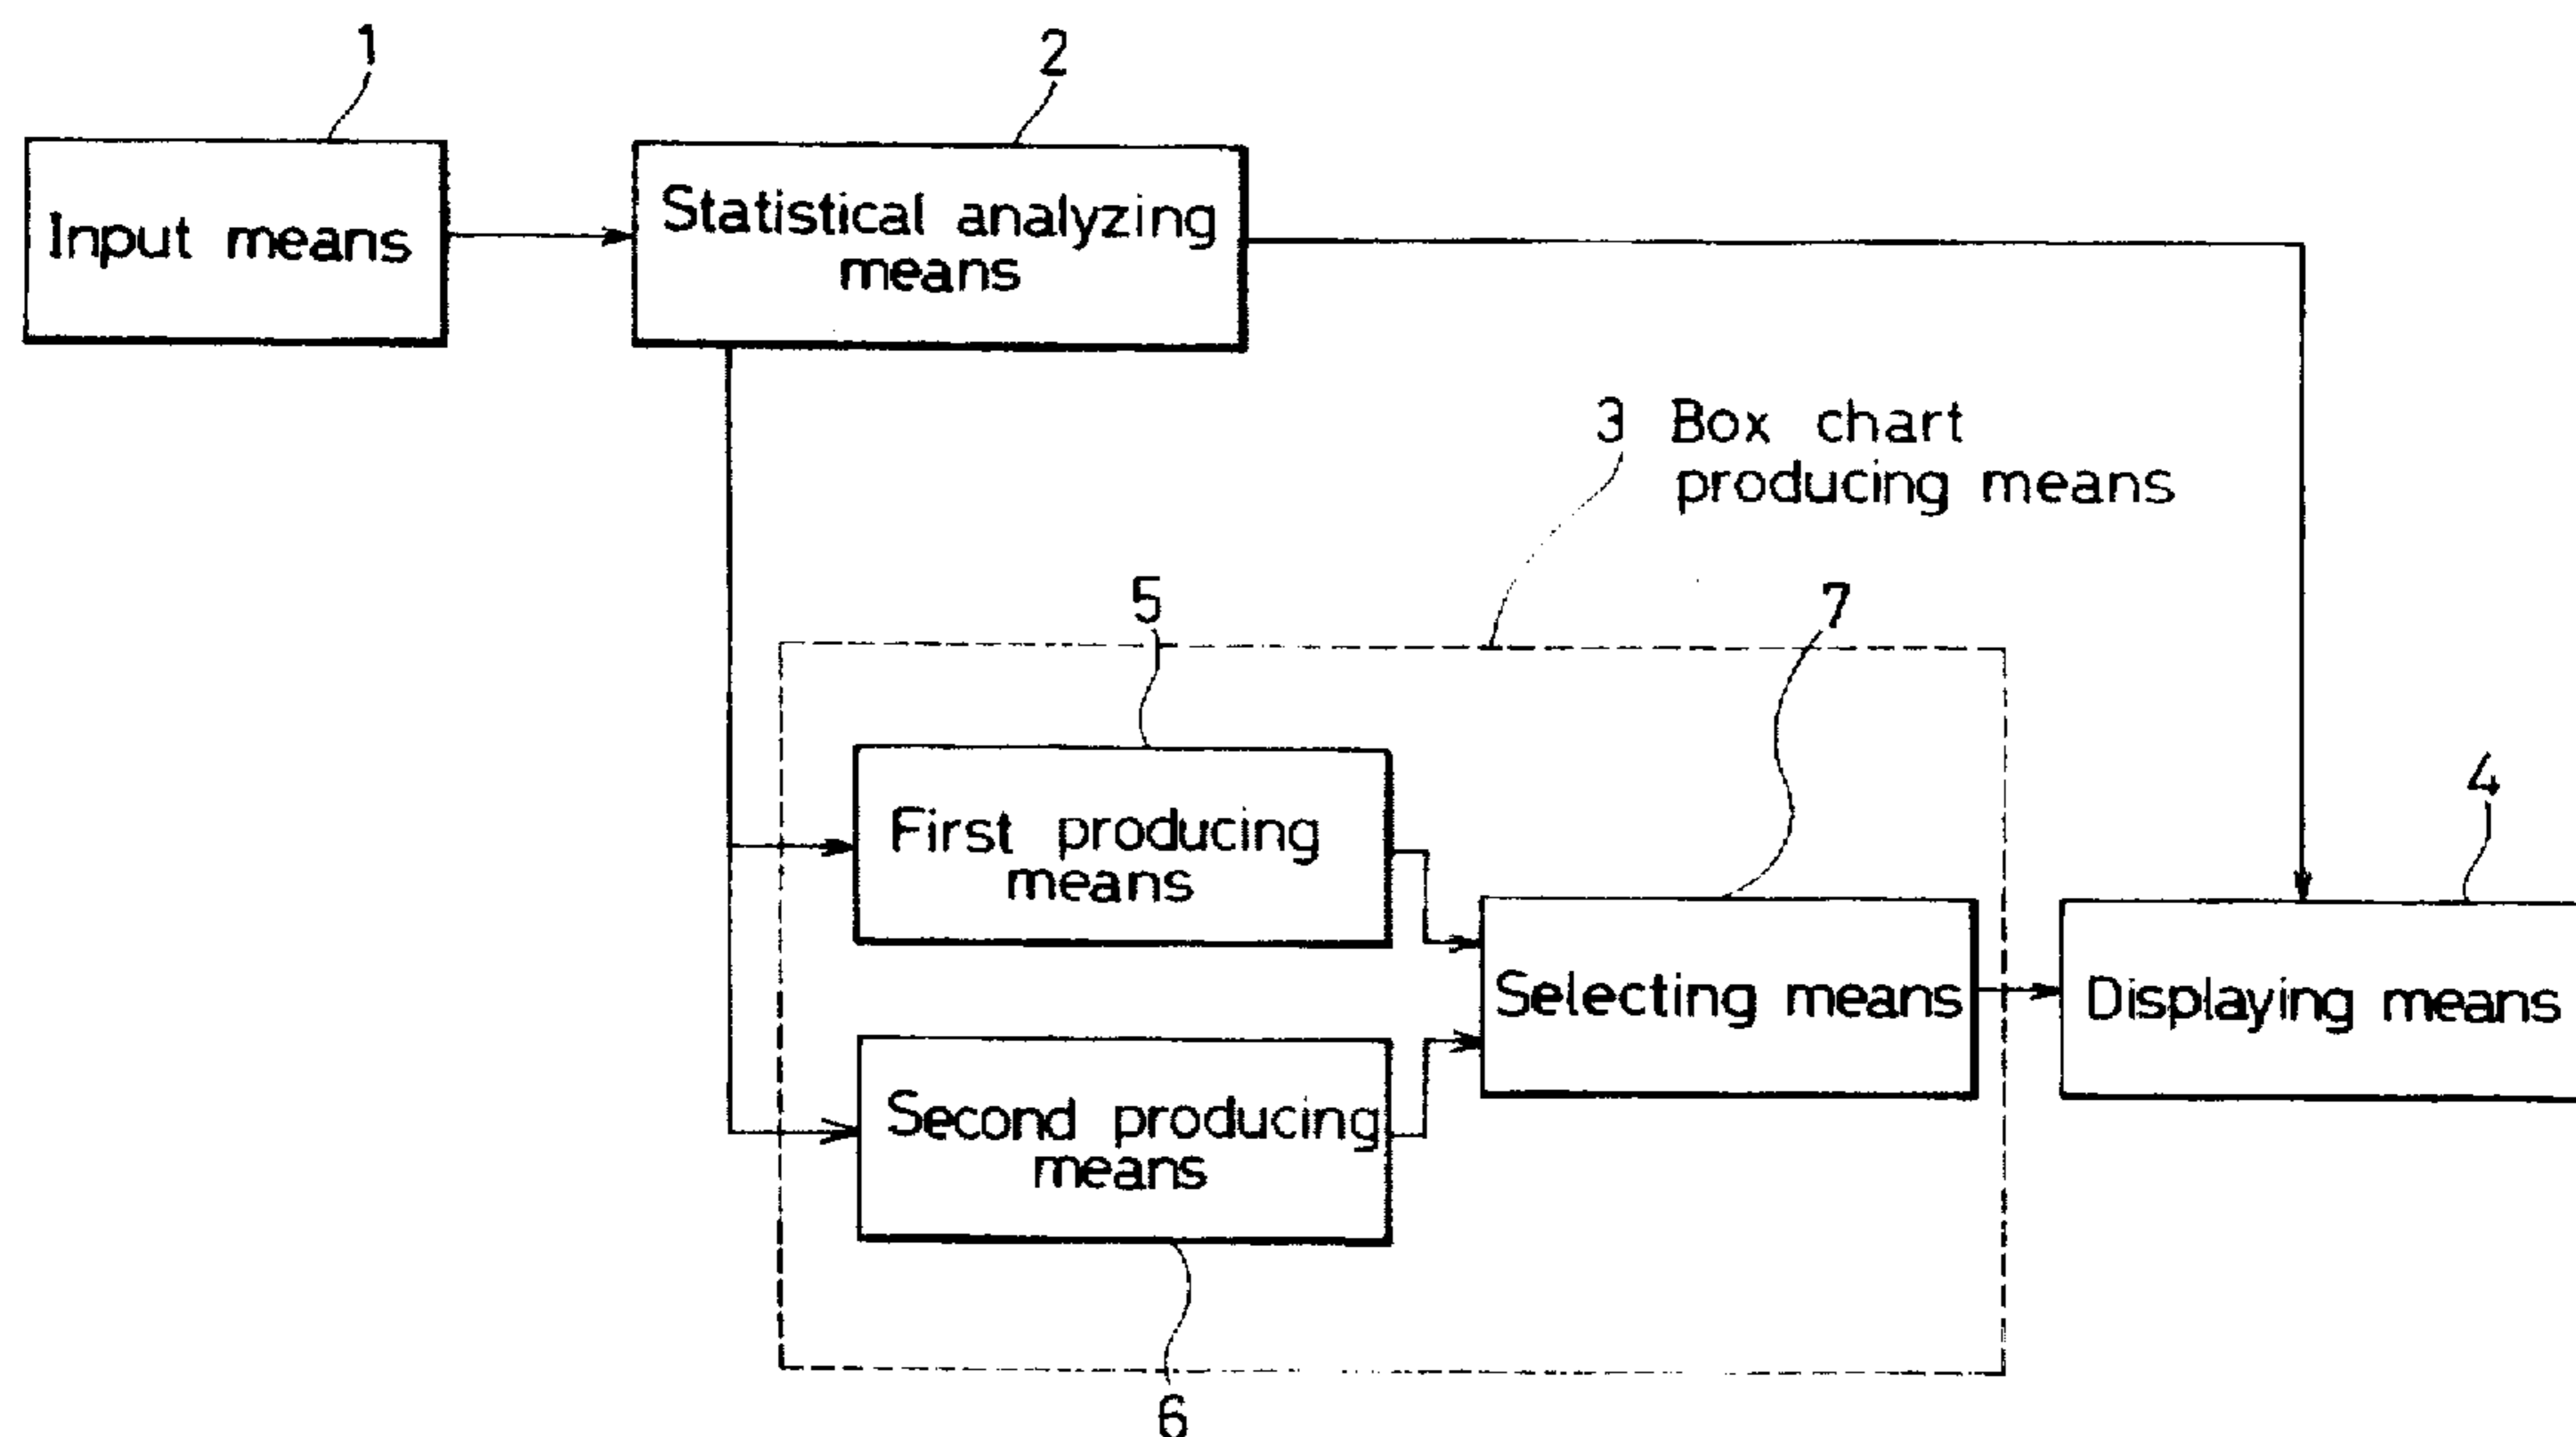 1
2
Input means
Statistical analyzing
means
3 Box chart
producing means
5
7
4
First producing
means
Selecting means
Displaying means
Second producing
means
6